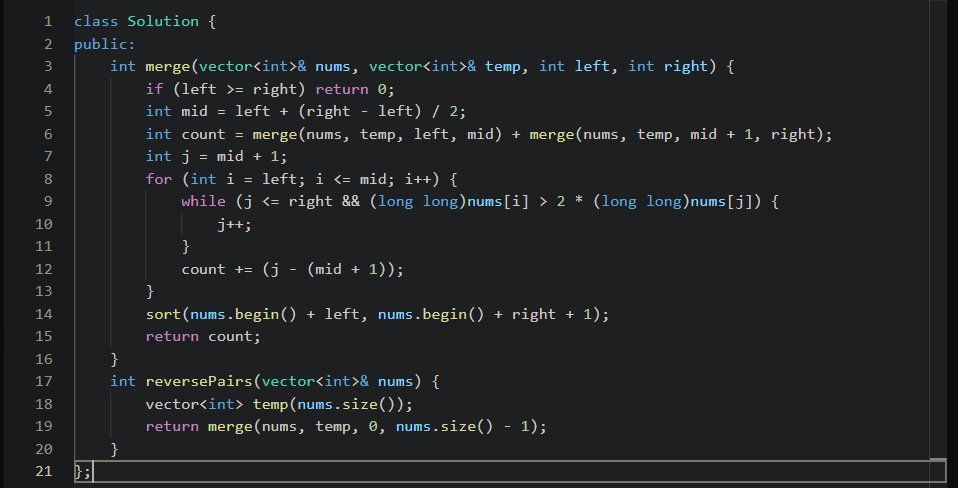 1 class Solution {
2 public:
3     int merge(vector<int>& nums, vector<int>& temp, int left, int right) {
4         if (left >= right) return 0;
5         int mid = left + (right - left) / 2;
6         int count = merge(nums, temp, left, mid) + merge(nums, temp, mid + 1, right);
7         int j = mid + 1;
8         for (int i = left; i <= mid; i++) {
9             while (j <= right && (long long)nums[i] > 2 * (long long)nums[j]) {
10                 j++;
11             }
12             count += (j - (mid + 1));
13         }
14         sort(nums.begin() + left, nums.begin() + right + 1);
15         return count;
16     }
17     int reversePairs(vector<int>& nums) {
18         vector<int> temp(nums.size());
19         return merge(nums, temp, 0, nums.size() - 1);
20     }
21 };